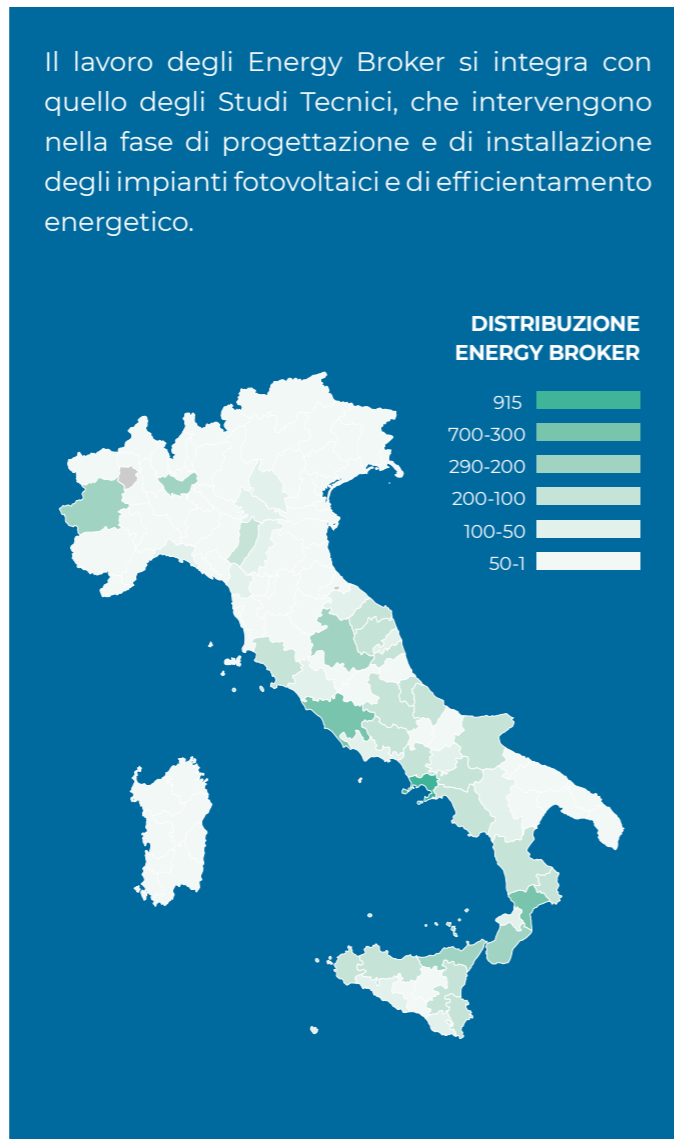 Il lavoro degli Energy Broker si integra con
quello degli Studi Tecnici, che intervengono
nella fase di progettazione e di installazione
degli impianti fotovoltaici e di efficientamento
energetico.
DISTRIBUZIONE
ENERGY BROKER
915
700-300
290-200
200-100
100-50
50-1